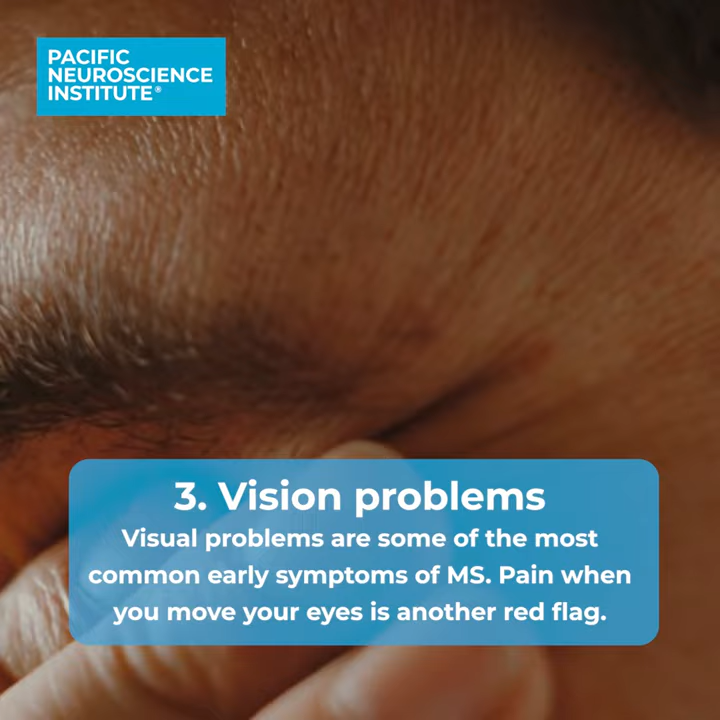 PACIFIC
NEUROSCIENCE
INSTITUTE®
3. Vision problems
Visual problems are some of the most
common early symptoms of MS. Pain when
you move your eyes is another red flag.